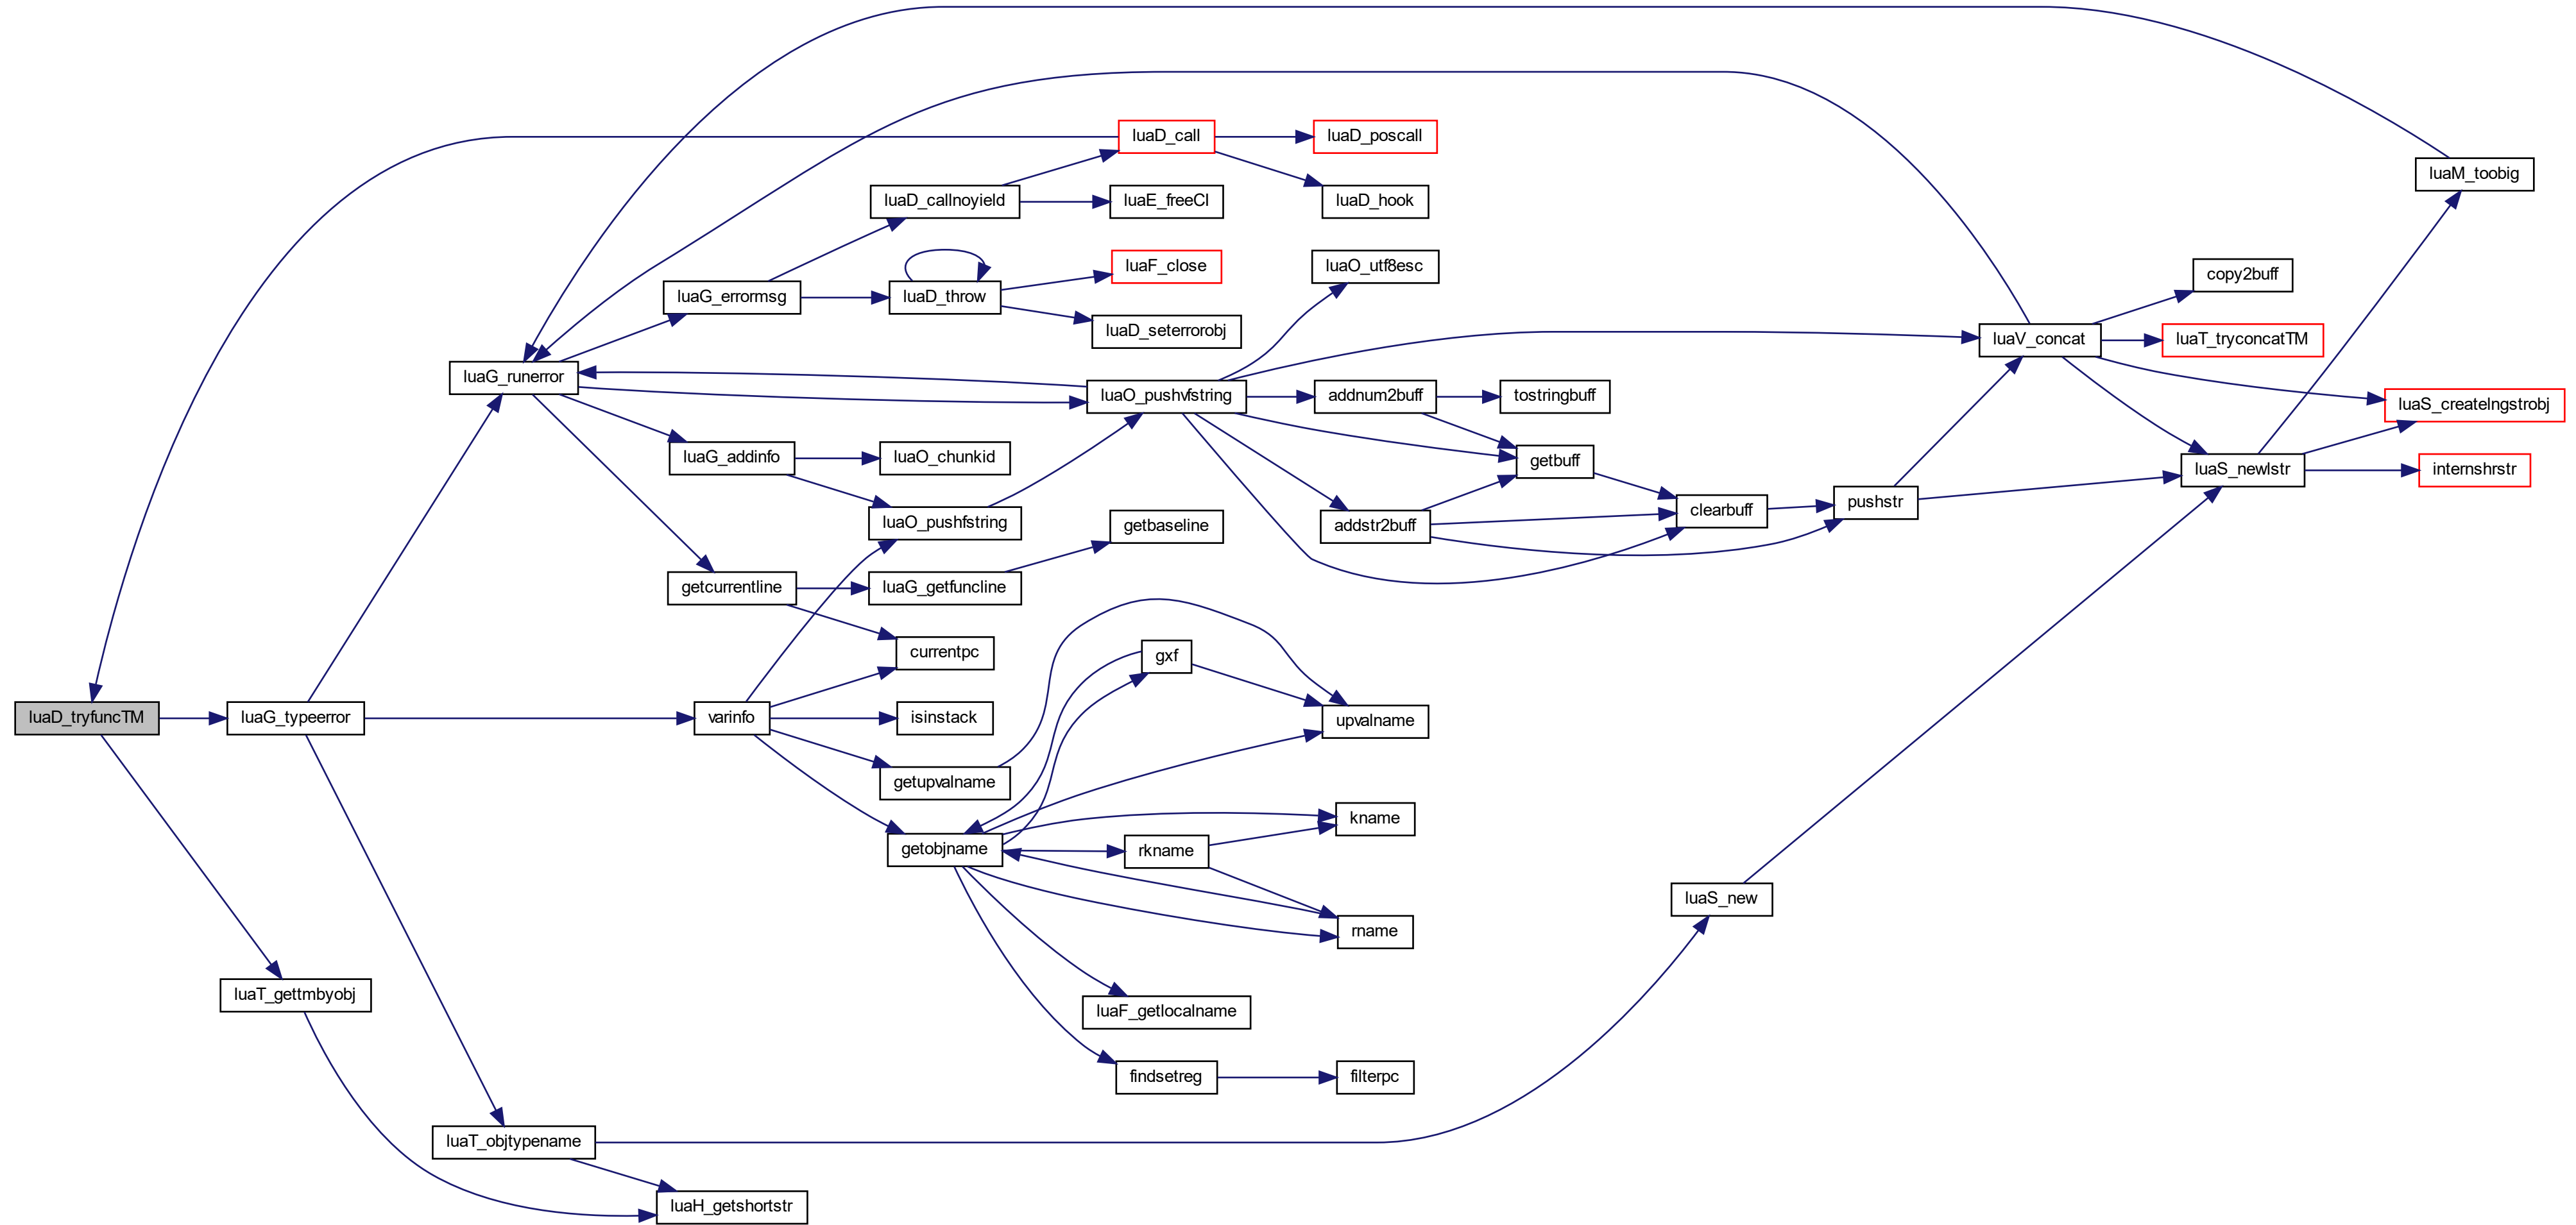 luaD_call
luaD_poscall
luaM_toobig
luaD_callnoyield
luaE_freeCI
luaD_hook
luaF_close
luaO_utf8esc
copy2buff
luaG_errormsg
luaD_throw
luaD_seterrorobj
luaV_concat
luaT_tryconcatTM
luaG_runerror
luaO_pushvfstring
addnum2buff
tostringbuff
luaS_createlngstrobj
luaG_addinfo
luaO_chunkid
getbuff
luaS_newlstr
internshrstr
luaO_pushfstring
getbaseline
addstr2buff
clearbuff
pushstr
getcurrentline
luaG_getfuncline
currentpc
gxf
luaD_tryfuncTM
luaG_typeerror
varinfo
isinstack
upvalname
getupvalname
kname
getobjname
rkname
luaS_new
rname
luaT_gettmbyobj
luaF_getlocalname
findsetreg
filterpc
luaT_objtypename
luaH_getshortstr